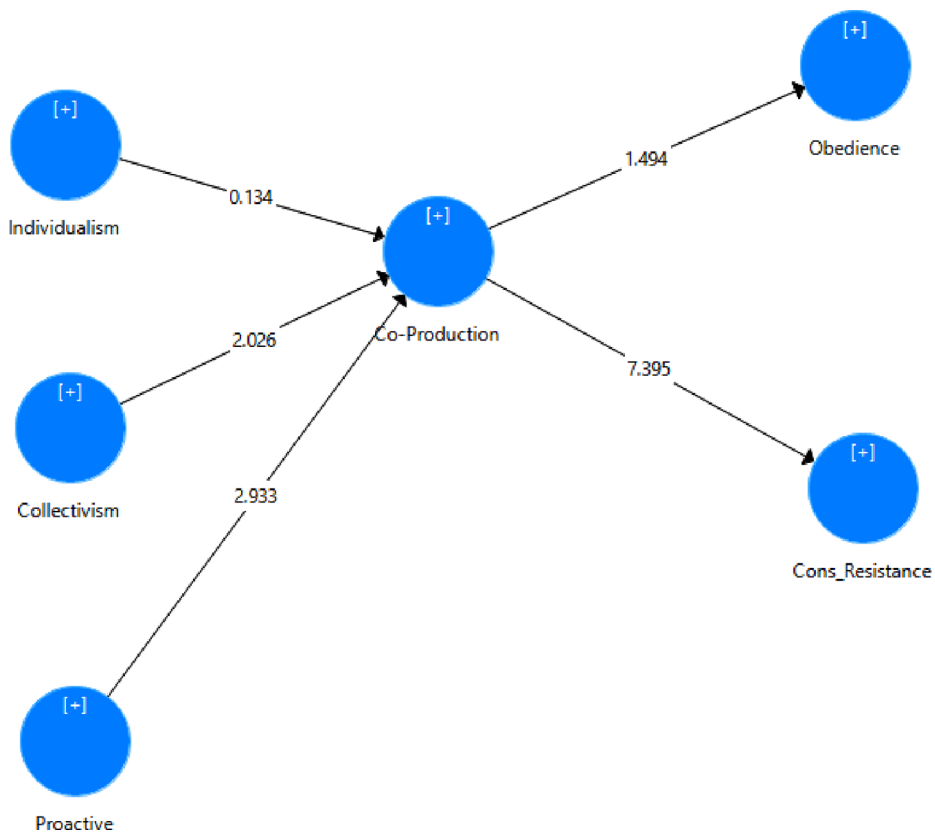 [+]
Obedience
[+]
Individualism
1.494
0.134
[+]
Co-Production
2.026
7.395
[+]
Collectivism
[+]
Cons_Resistance
2.933
[+]
Proactive